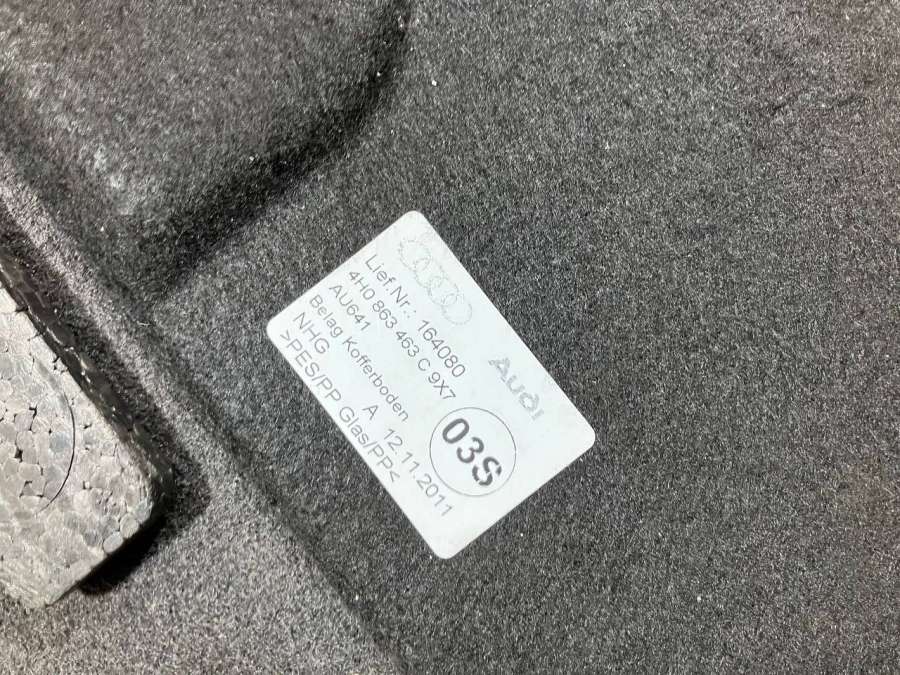 Audi
Lief.Nr.: 164080
4H0 863 463 C 9X7
AU641
Belag Kofferboden
NHG A 12.11.2011
>PES/PP Glas/PP<
03S